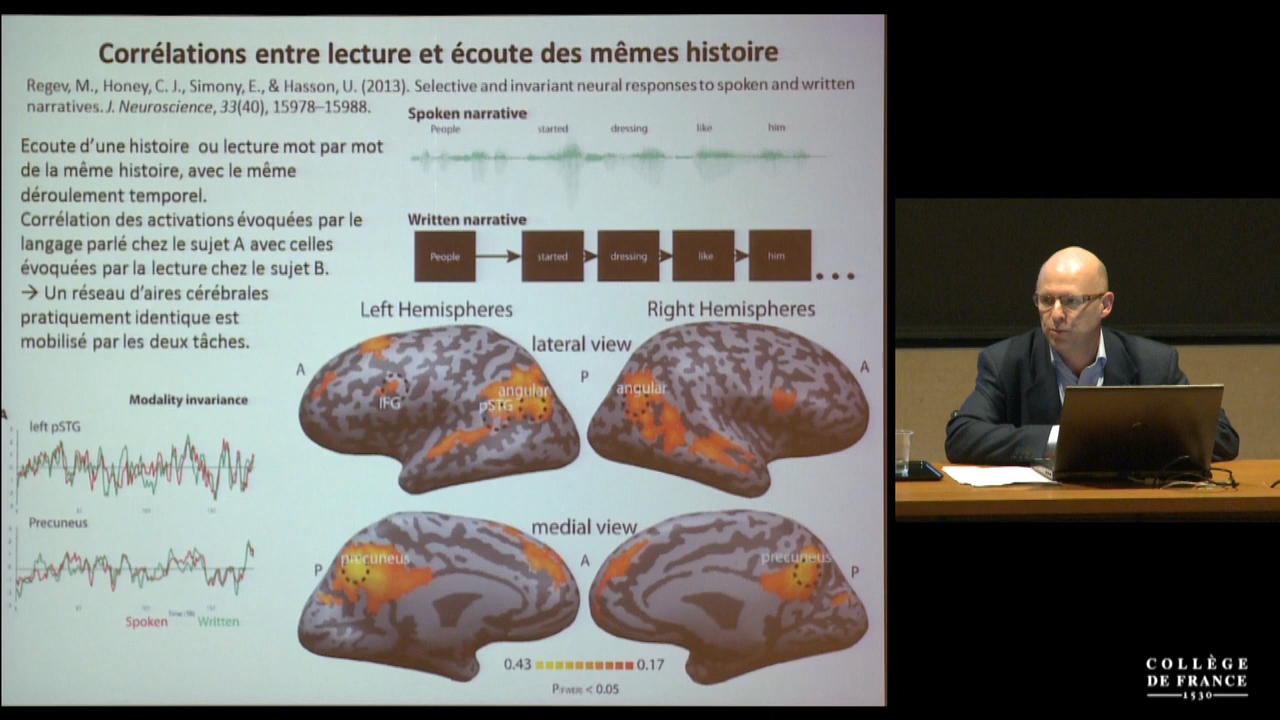 Corrélations entre lecture et écoute des mêmes histoire
Regev, M., Honey, C. J., Simony, E., & Hasson, U. (2013). Selective and invariant neural responses to spoken and written
narratives. J. Neuroscience, 33(40), 15978–15988.
Spoken narrative
People started dressing like him
Ecoute d'une histoire ou lecture mot par mot
de la même histoire, avec le même
déroulement temporel.
Corrélation des activations évoquées par le
langage parlé chez le sujet A avec celles
évoquées par la lecture chez le sujet B.
→ Un réseau d'aires cérébrales
pratiquement identique est
mobilisé par les deux tâches.
Written narrative
People started dressing like him
Left Hemispheres Right Hemispheres
lateral view
A P A
angular
pSTG
IFG
angular
Modality invariance
A
left pSTG
Precuneus
Spoken Written
medial view
precuneus precuneus
P A P
0.43 0.17
P(FWER) < 0.05
COLLÈGE
DE FRANCE
1530